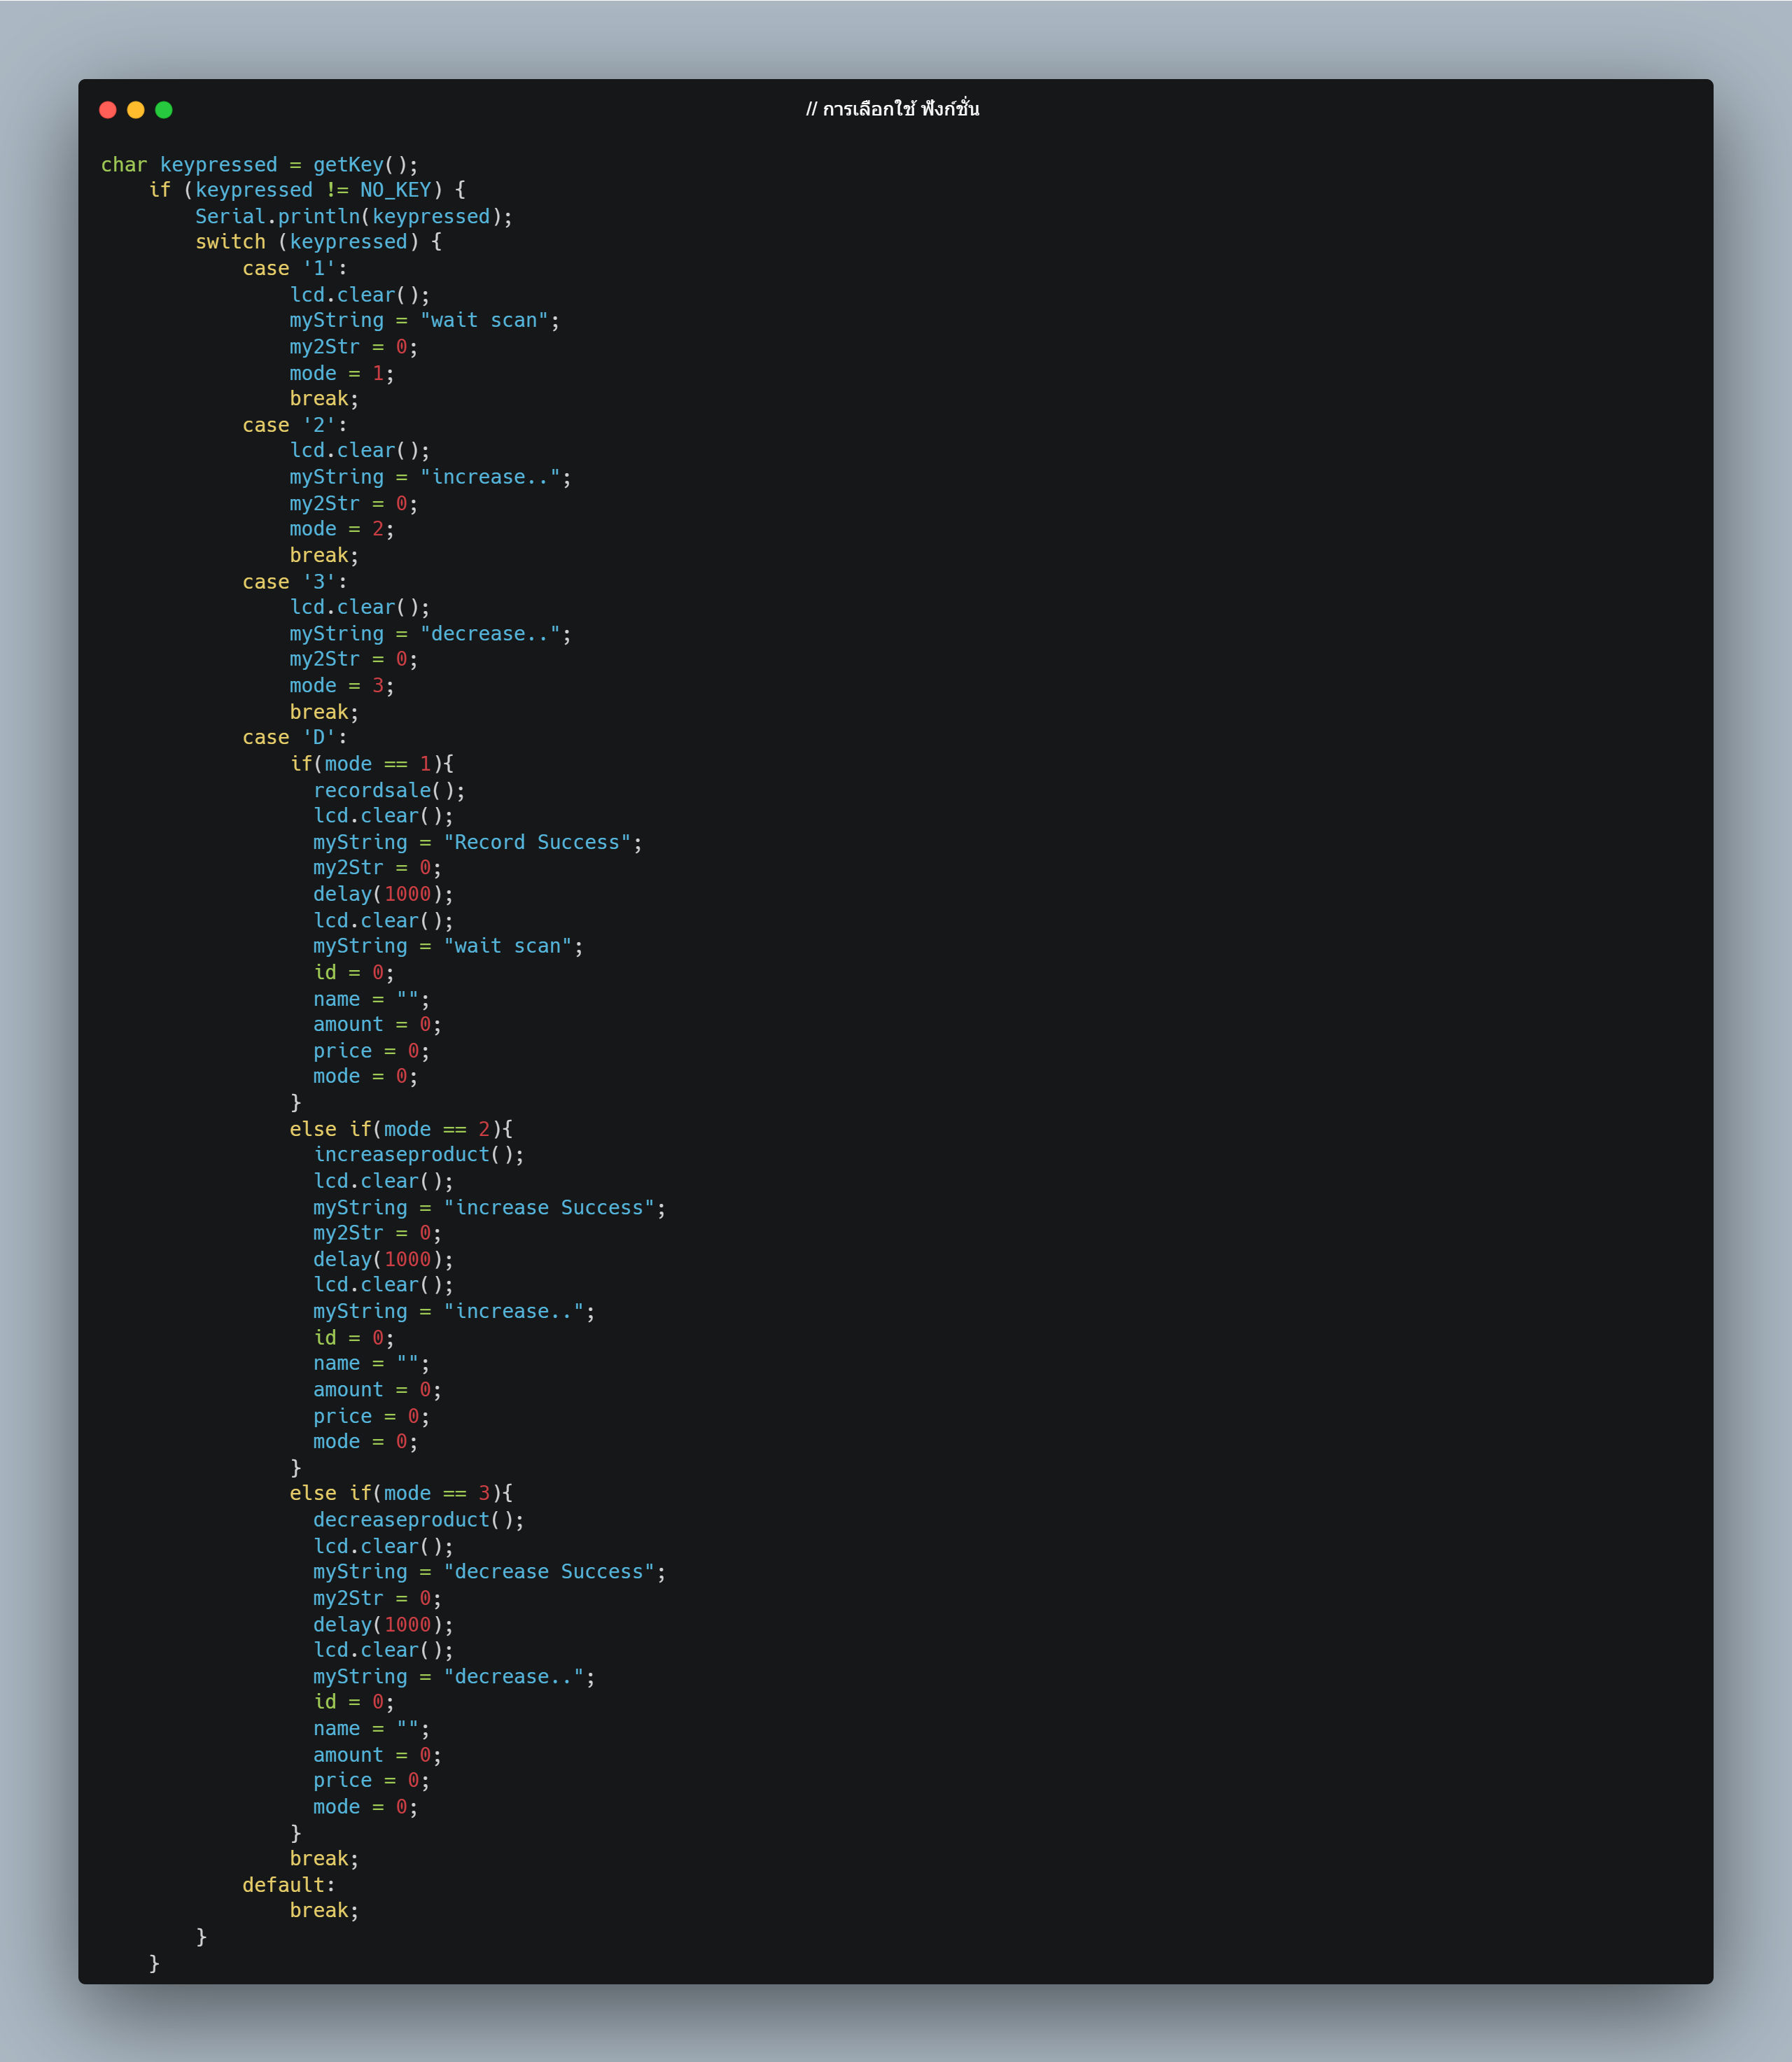 // การเลือกใช้ ฟังก์ชั่น
char keypressed = getKey();
    if (keypressed != NO_KEY) {
        Serial.println(keypressed);
        switch (keypressed) {
            case '1':
                lcd.clear();
                myString = "wait scan";
                my2Str = 0;
                mode = 1;
                break;
            case '2':
                lcd.clear();
                myString = "increase..";
                my2Str = 0;
                mode = 2;
                break;
            case '3':
                lcd.clear();
                myString = "decrease..";
                my2Str = 0;
                mode = 3;
                break;
            case 'D':
                if(mode == 1){
                  recordsale();
                  lcd.clear();
                  myString = "Record Success";
                  my2Str = 0;
                  delay(1000);
                  lcd.clear();
                  myString = "wait scan";
                  id = 0;
                  name = "";
                  amount = 0;
                  price = 0;
                  mode = 0;
                }
                else if(mode == 2){
                  increaseproduct();
                  lcd.clear();
                  myString = "increase Success";
                  my2Str = 0;
                  delay(1000);
                  lcd.clear();
                  myString = "increase..";
                  id = 0;
                  name = "";
                  amount = 0;
                  price = 0;
                  mode = 0;
                }
                else if(mode == 3){
                  decreaseproduct();
                  lcd.clear();
                  myString = "decrease Success";
                  my2Str = 0;
                  delay(1000);
                  lcd.clear();
                  myString = "decrease..";
                  id = 0;
                  name = "";
                  amount = 0;
                  price = 0;
                  mode = 0;
                }
                break;
            default:
                break;
        }
    }